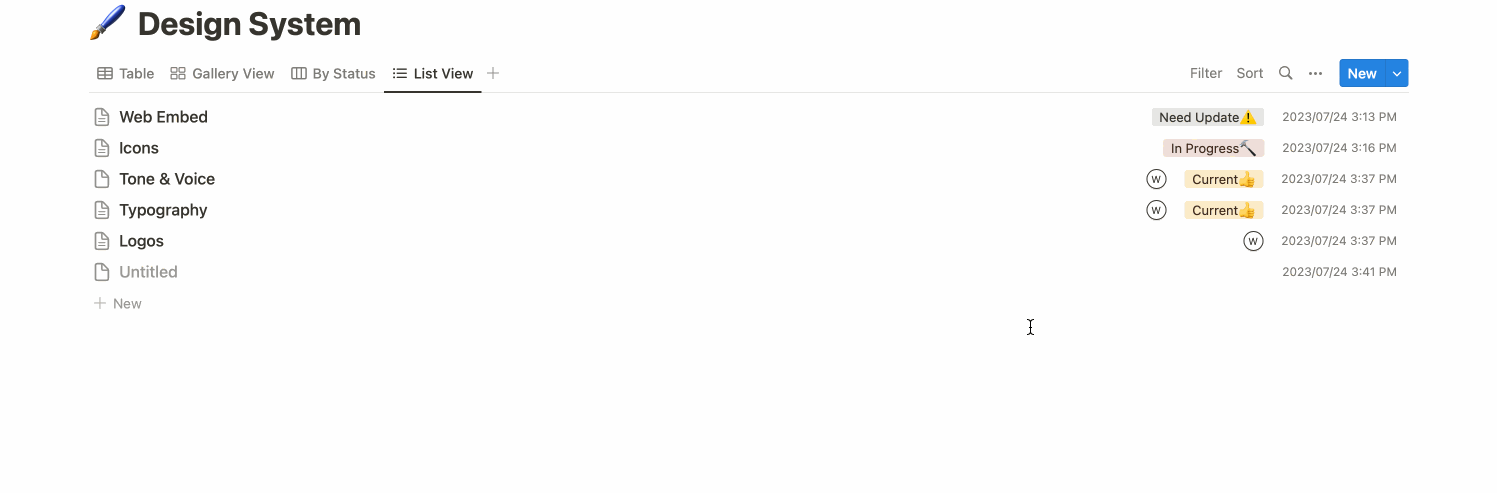 🖌️ Design System
Table Gallery View By Status List View + Filter Sort ... New
Web Embed Need Update⚠️ 2023/07/24 3:13 PM
Icons In Progress🔨 2023/07/24 3:16 PM
Tone & Voice W Current👍 2023/07/24 3:37 PM
Typography W Current👍 2023/07/24 3:37 PM
Logos W 2023/07/24 3:37 PM
Untitled 2023/07/24 3:41 PM
+ New